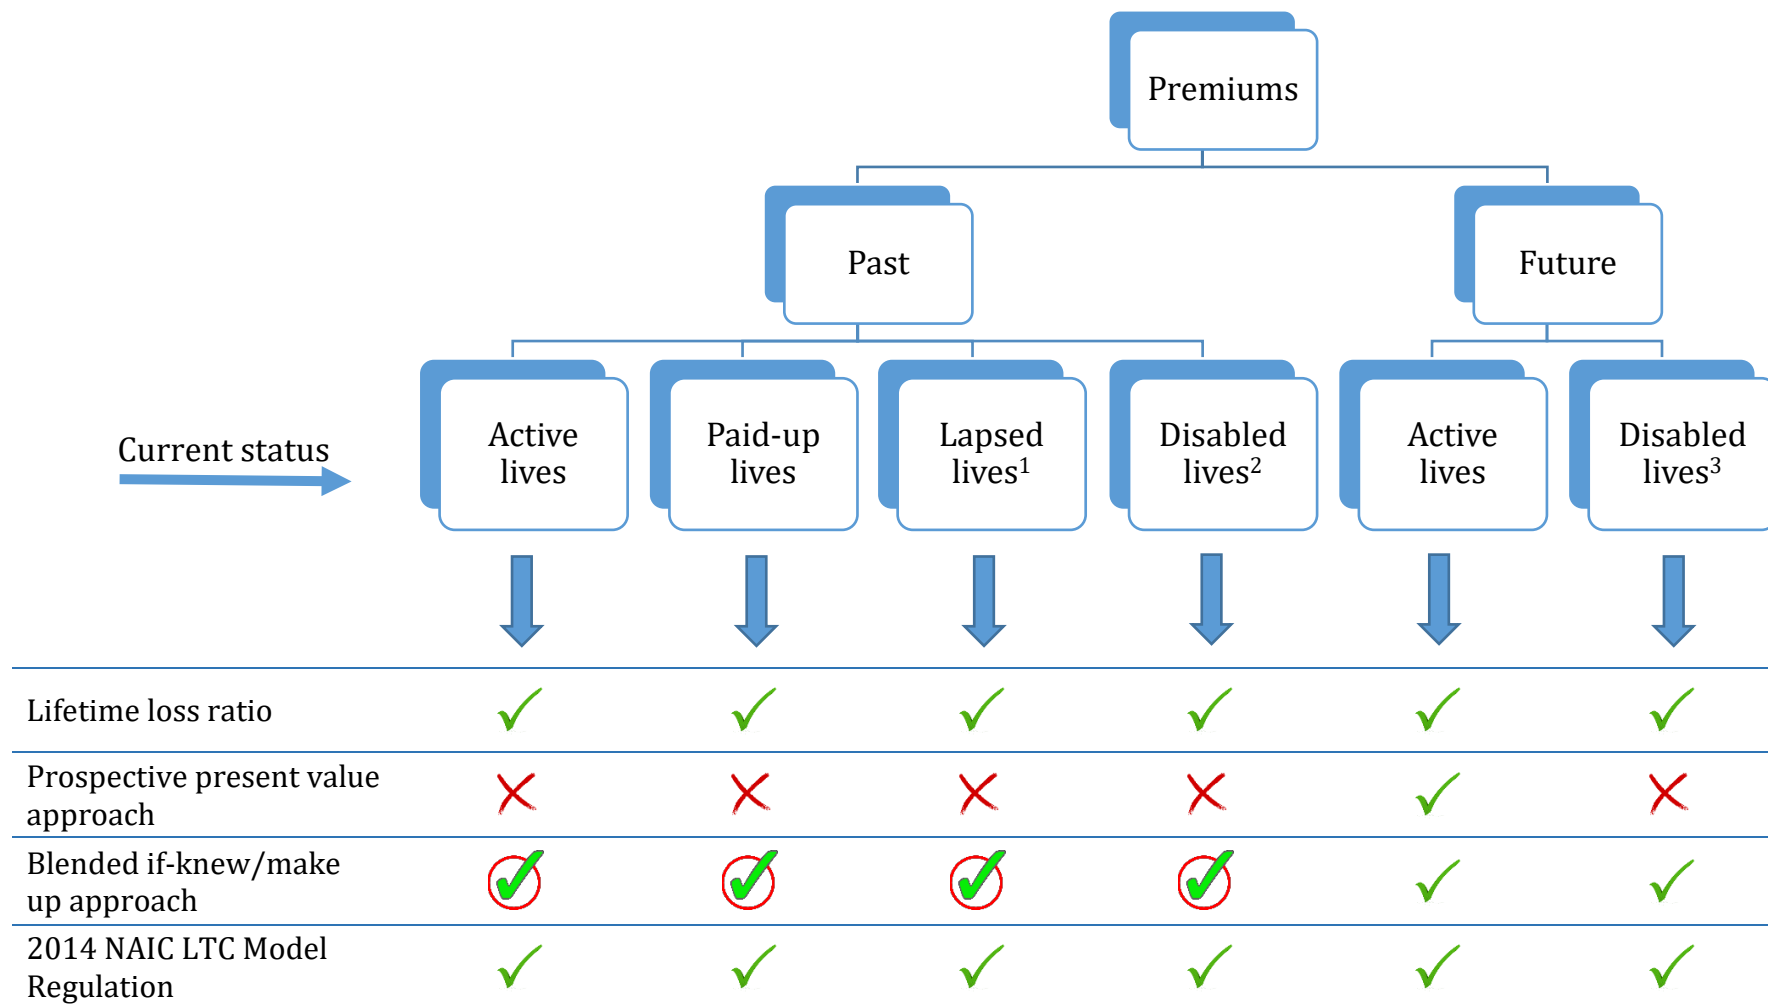 Premiums
Past
Future
Current status
Active
lives
Paid-up
lives
Lapsed
lives¹
Disabled
lives²
Active
lives
Disabled
lives³
Lifetime loss ratio
Prospective present value
approach
Blended if-knew/make
up approach
2014 NAIC LTC Model
Regulation